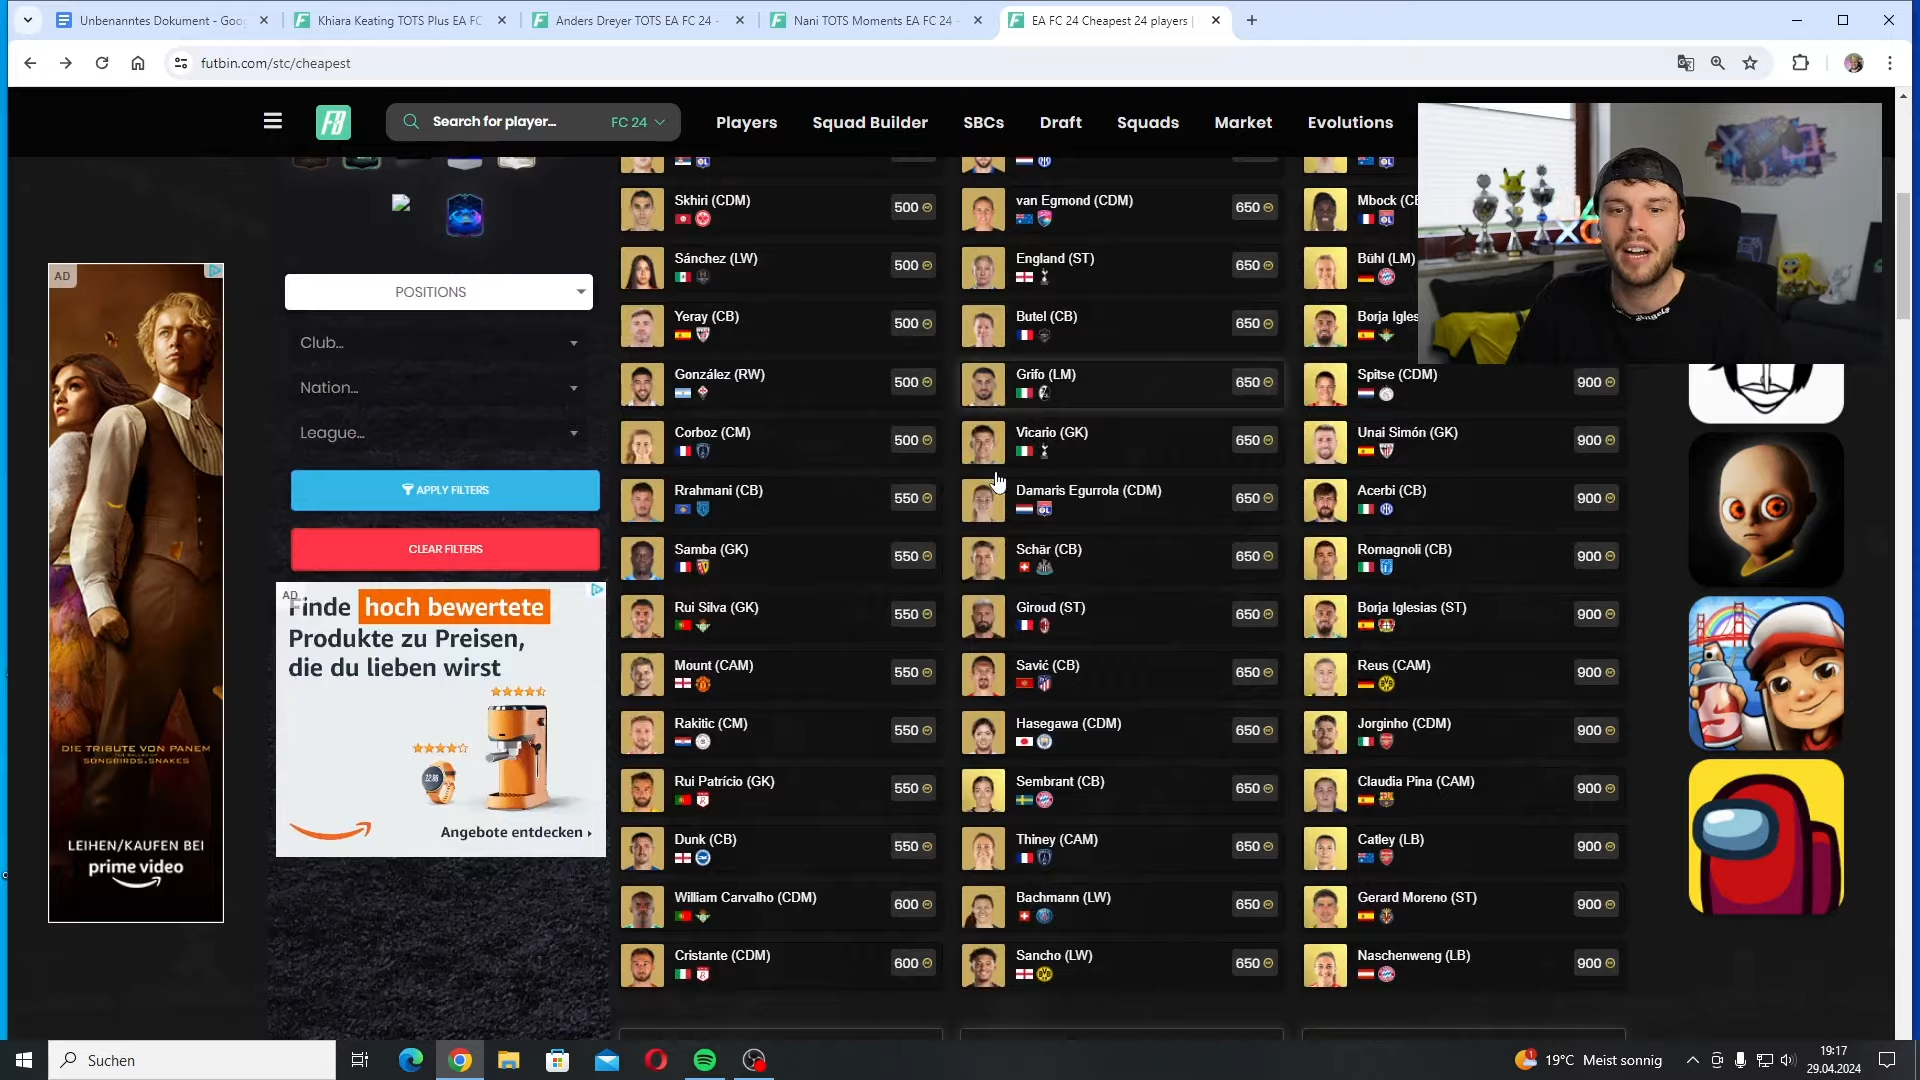 Unbenanntes Dokument - Goo
Khiara Keating TOTS Plus EA FC
Anders Dreyer TOTS EA FC 24 -
Nani TOTS Moments EA FC 24 -
EA FC 24 Cheapest 24 players |
futbin.com/stc/cheapest
FB
Search for player...
FC 24
Players
Squad Builder
SBCs
Draft
Squads
Market
Evolutions
POSITIONS
Club...
Nation...
League...
APPLY FILTERS
CLEAR FILTERS
AD
DIE TRIBUTE VON PANEM
LEIHEN/KAUFEN BEI
prime video
AD
Finde hoch bewertete
Produkte zu Preisen,
die du lieben wirst
Angebote entdecken
Skhiri (CDM)
500
Sánchez (LW)
500
Yeray (CB)
500
González (RW)
500
Corboz (CM)
500
Rrahmani (CB)
550
Samba (GK)
550
Rui Silva (GK)
550
Mount (CAM)
550
Rakitic (CM)
550
Rui Patrício (GK)
550
Dunk (CB)
550
William Carvalho (CDM)
600
Cristante (CDM)
600
van Egmond (CDM)
650
England (ST)
650
Butel (CB)
650
Grifo (LM)
650
Vicario (GK)
650
Damaris Egurrola (CDM)
650
Schär (CB)
650
Giroud (ST)
650
Savić (CB)
650
Hasegawa (CDM)
650
Sembrant (CB)
650
Thiney (CAM)
650
Bachmann (LW)
650
Sancho (LW)
650
Mbock (CB
Bühl (LM)
Borja Igles
Spitse (CDM)
900
Unai Simón (GK)
900
Acerbi (CB)
900
Romagnoli (CB)
900
Borja Iglesias (ST)
900
Reus (CAM)
900
Jorginho (CDM)
900
Claudia Pina (CAM)
900
Catley (LB)
900
Gerard Moreno (ST)
900
Naschenweng (LB)
900
Suchen
19°C Meist sonnig
19:17
29.04.2024